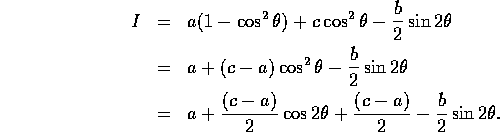 I = a(1 − cos² θ) + c cos² θ − b/2 sin 2θ
= a + (c − a) cos² θ − b/2 sin 2θ
= a + (c − a)/2 cos 2θ + (c − a)/2 − b/2 sin 2θ.